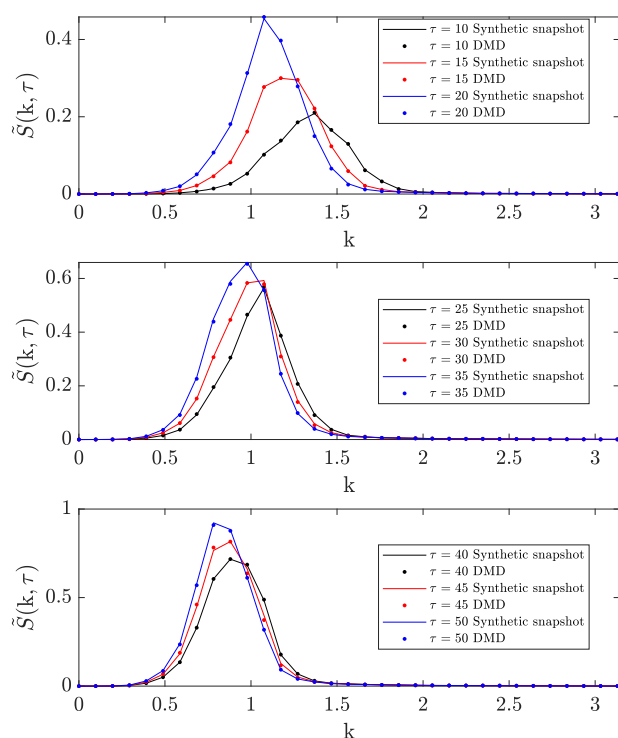 0.4
0.2
0
S̃(k, τ)
τ = 10 Synthetic snapshot
τ = 10 DMD
τ = 15 Synthetic snapshot
τ = 15 DMD
τ = 20 Synthetic snapshot
τ = 20 DMD
0 0.5 1 1.5 2 2.5 3
k
0.6
0.4
0.2
0
S̃(k, τ)
τ = 25 Synthetic snapshot
τ = 25 DMD
τ = 30 Synthetic snapshot
τ = 30 DMD
τ = 35 Synthetic snapshot
τ = 35 DMD
0 0.5 1 1.5 2 2.5 3
k
1
0.5
0
S̃(k, τ)
τ = 40 Synthetic snapshot
τ = 40 DMD
τ = 45 Synthetic snapshot
τ = 45 DMD
τ = 50 Synthetic snapshot
τ = 50 DMD
0 0.5 1 1.5 2 2.5 3
k